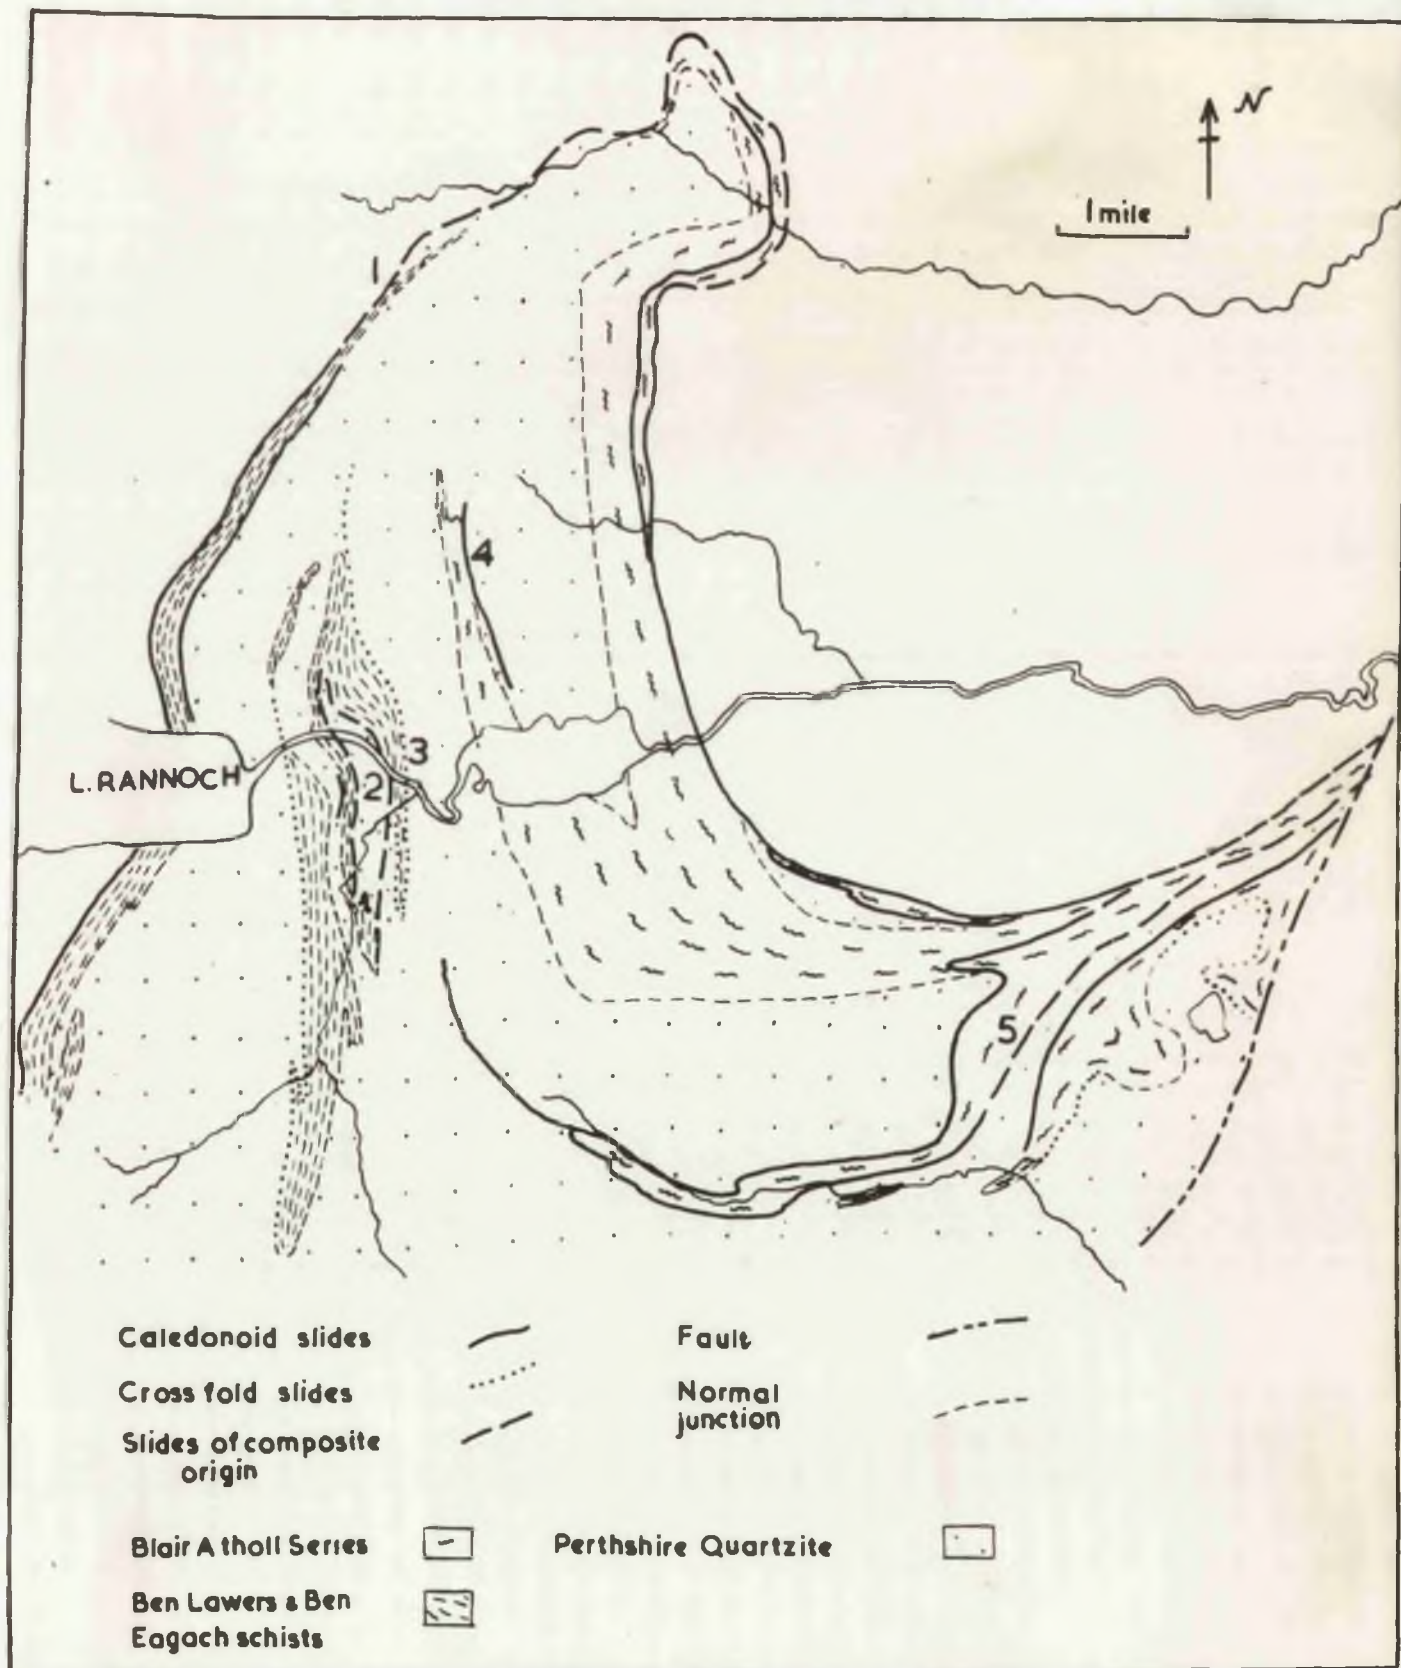 N
1 mile
1
4
3
L. RANNOCH
2
5
Caledonoid slides
Fault
Cross fold slides
Normal
junction
Slides of composite
origin
Blair Atholl Series
Perthshire Quartzite
Ben Lawers & Ben
Eagach schists